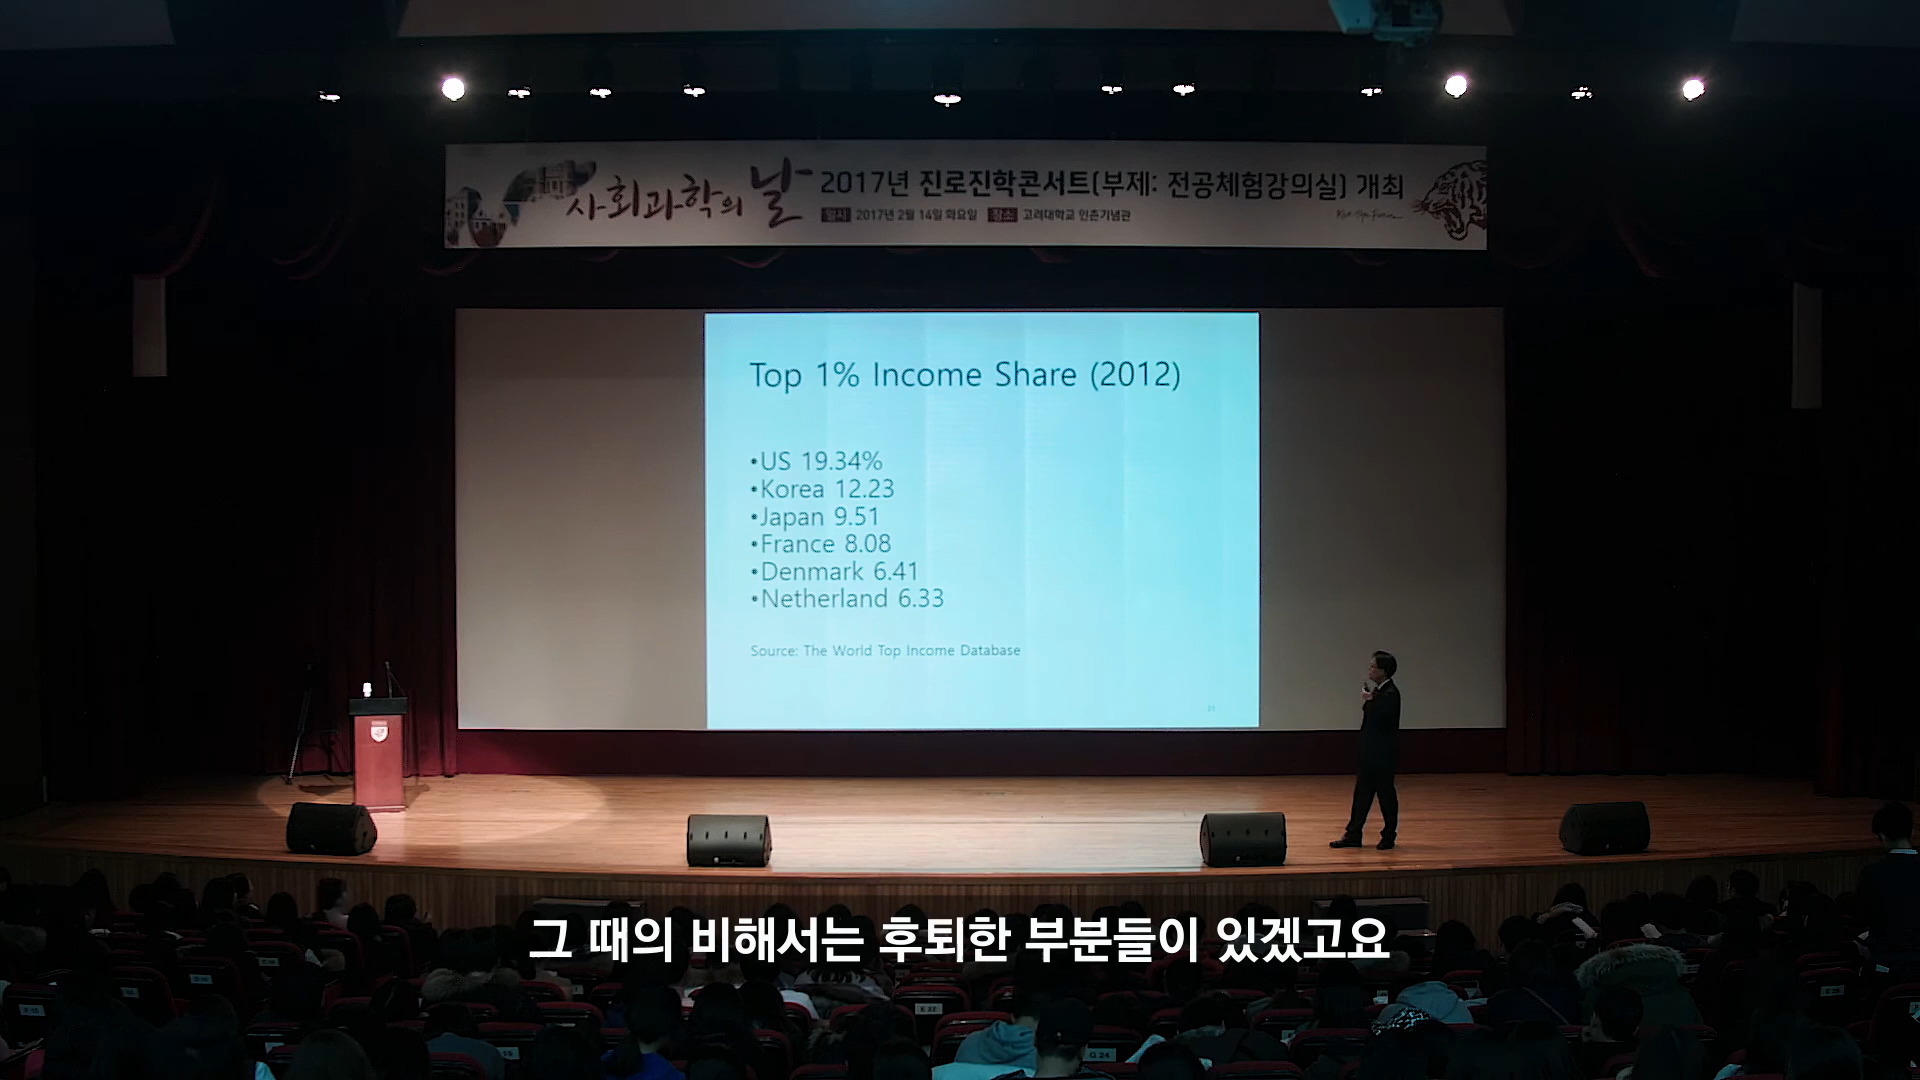 사회과학의 날 2017년 진로진학콘서트(부제: 전공체험강의실) 개최
일시 2017년 2월 14일 화요일 장소 고려대학교 인촌기념관
Top 1% Income Share (2012)
•US 19.34%
•Korea 12.23
•Japan 9.51
•France 8.08
•Denmark 6.41
•Netherland 6.33
Source: The World Top Income Database
21
그 때의 비해서는 후퇴한 부분들이 있겠고요
E 22
G 24